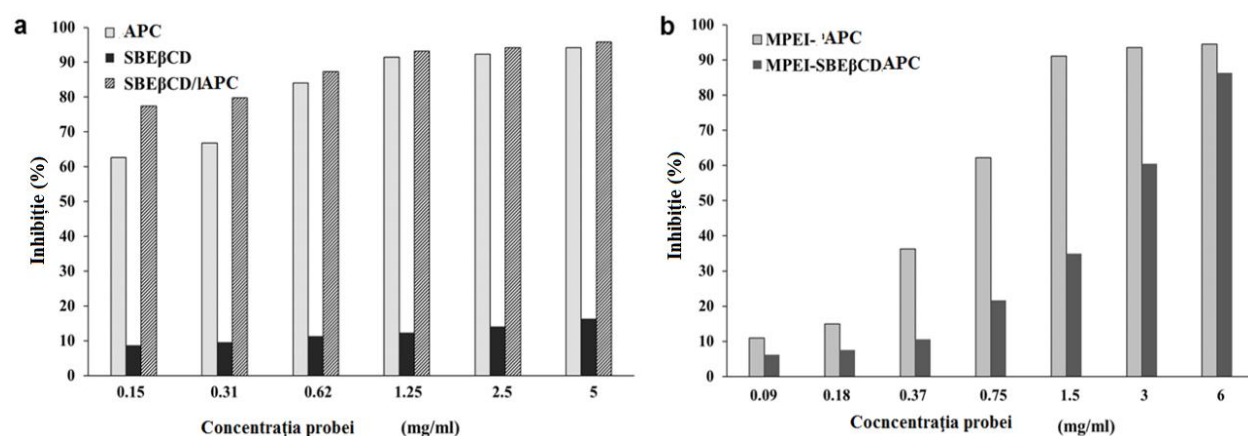 a
100
90
80
70
60
50
40
30
20
10
0
Inhibiție (%)
APC
SBEβCD
SBEβCD/lAPC
0.15 0.31 0.62 1.25 2.5 5
Concentrația probei (mg/ml)
b
100
90
80
70
60
50
40
30
20
10
0
Inhibiție (%)
MPEI-¹APC
MPEI-SBEβCD/APC
0.09 0.18 0.37 0.75 1.5 3 6
Cocncentrația probei (mg/ml)